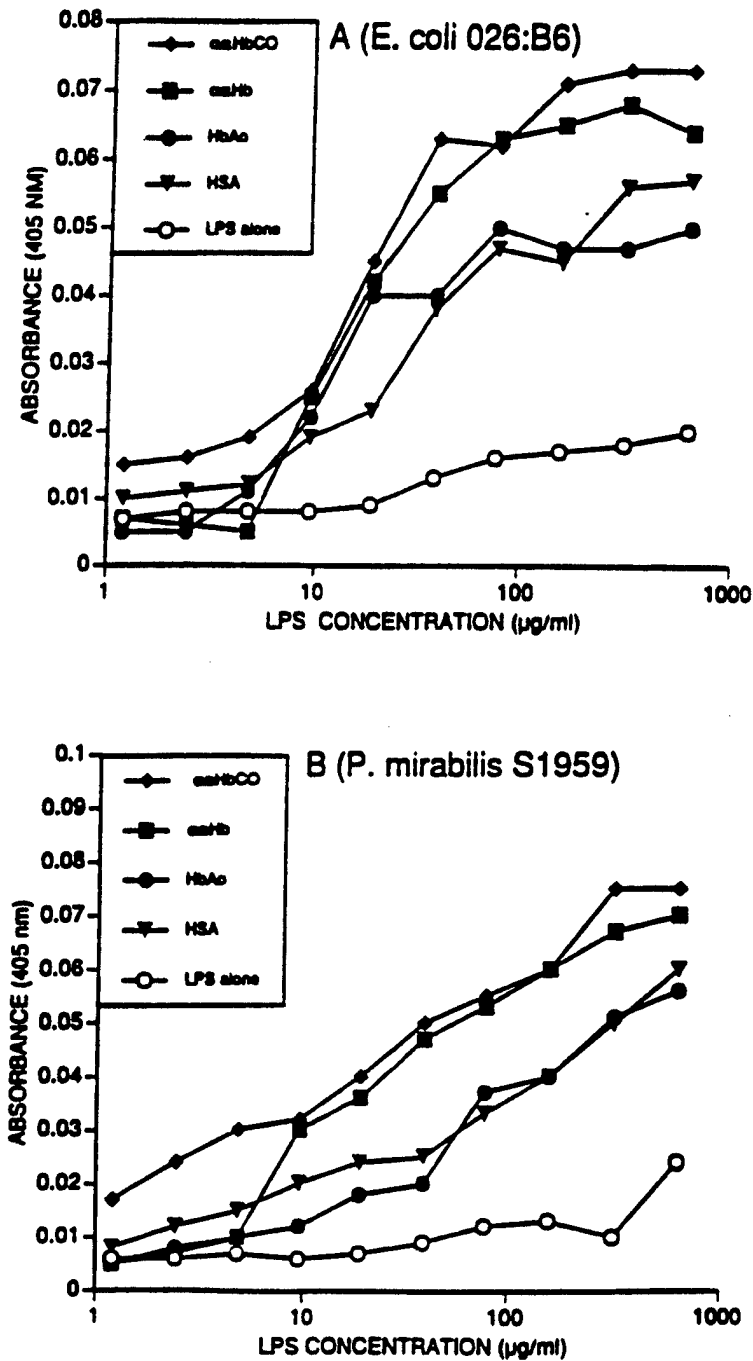 A (E. coli 026:B6)
ααHbCO
ααHb
HbAo
HSA
LPS alone
ABSORBANCE (405 NM)
0.08
0.07
0.06
0.05
0.04
0.03
0.02
0.01
0
1
10
100
1000
LPS CONCENTRATION (µg/ml)
B (P. mirabilis S1959)
ααHbCO
ααHb
HbAo
HSA
LPS alone
ABSORBANCE (405 nm)
0.1
0.09
0.08
0.07
0.06
0.05
0.04
0.03
0.02
0.01
0
1
10
100
1000
LPS CONCENTRATION (µg/ml)